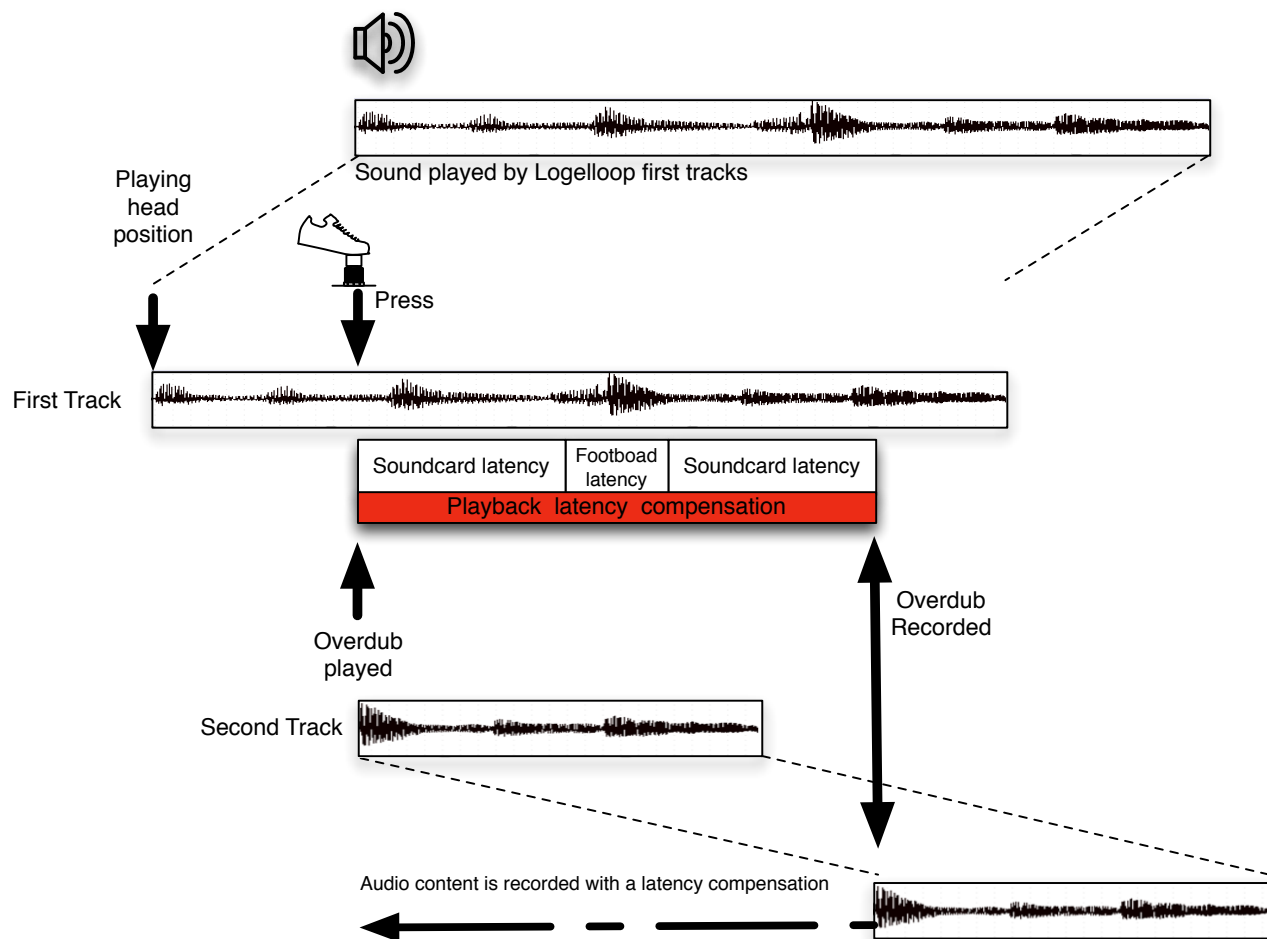 Sound played by Logelloop first tracks
Playing
head
position
Press
First Track
Soundcard latency
Footboad
latency
Soundcard latency
Playback latency compensation
Overdub
played
Overdub
Recorded
Second Track
Audio content is recorded with a latency compensation